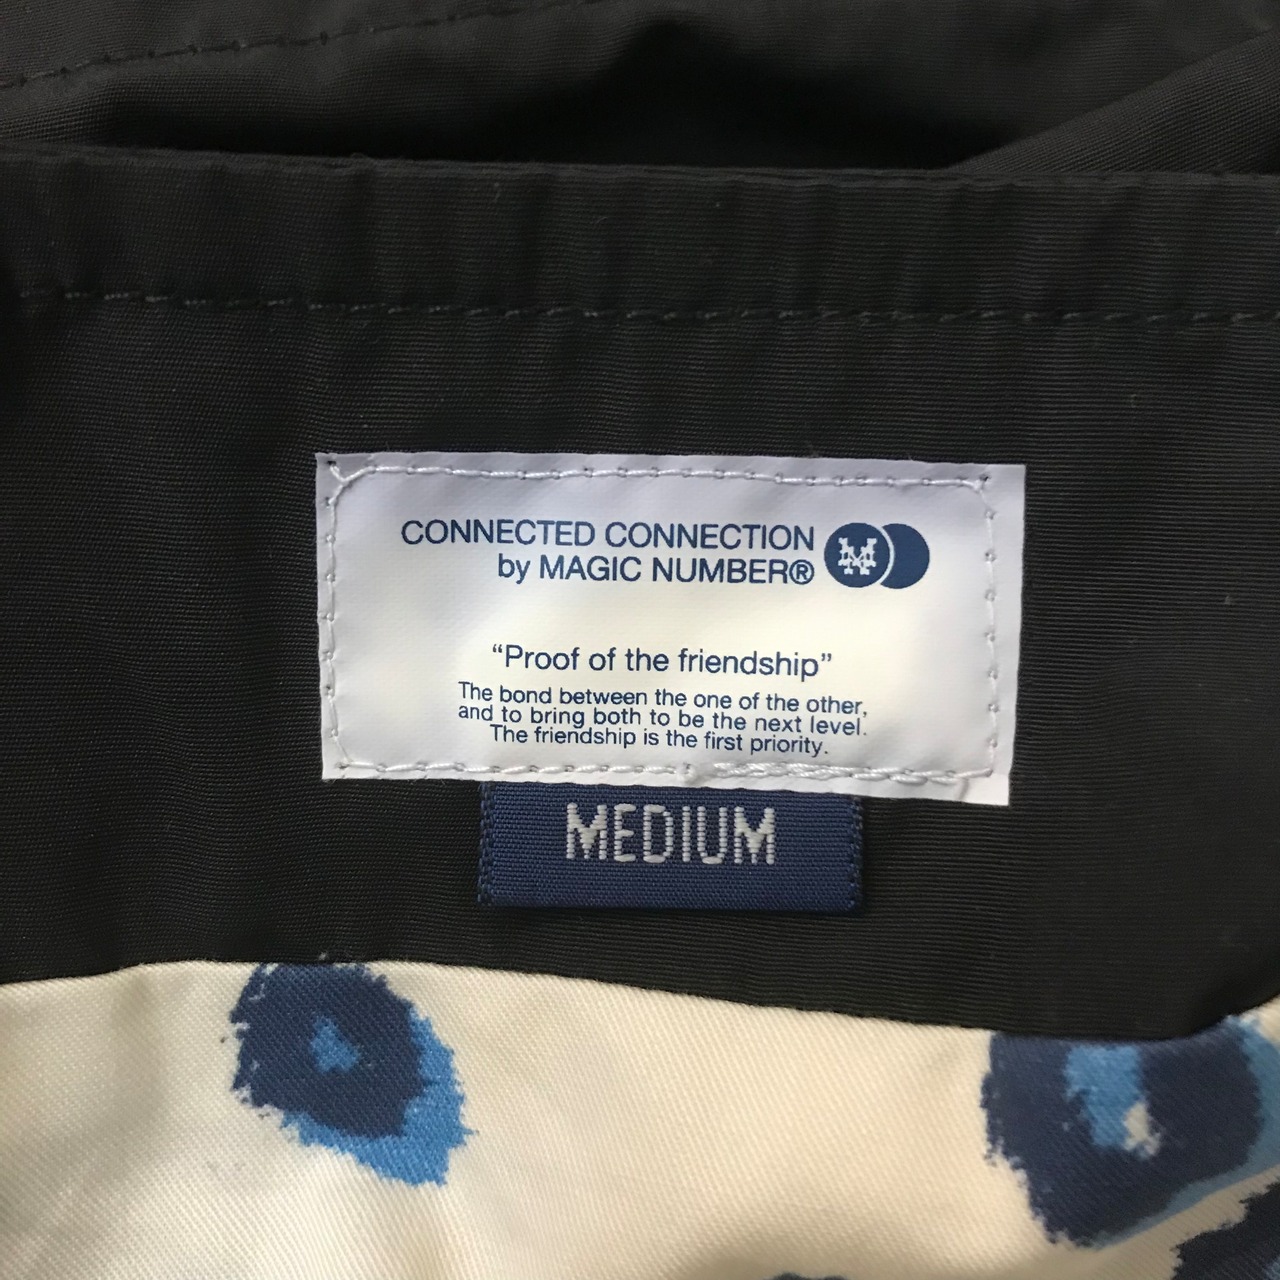 CONNECTED CONNECTION
by MAGIC NUMBER®
M
“Proof of the friendship”
The bond between the one of the other,
and to bring both to be the next level.
The friendship is the first priority.
MEDIUM